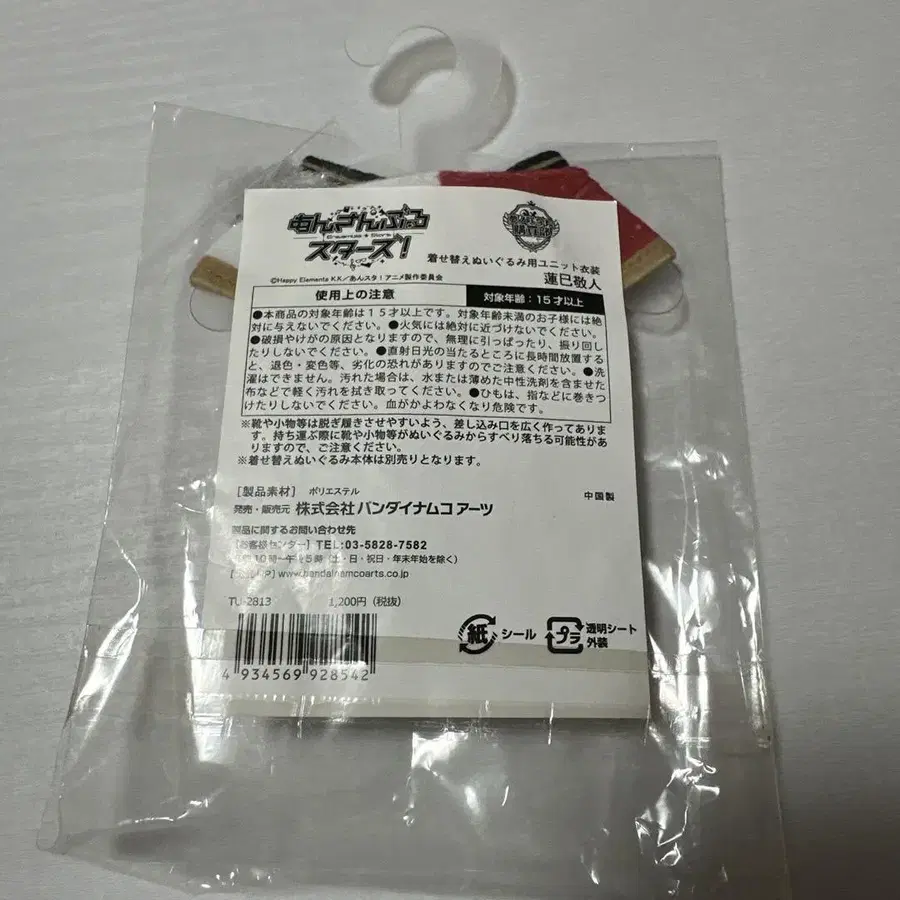 あんさんぶる
Ensemble Stars
スターズ!
着せ替えぬいぐるみ用ユニット衣装
©Happy Elements K.K/あんスタ!アニメ製作委員会
蓮巳敬人
使用上の注意
対象年齢:15才以上
●本商品の対象年齢は15才以上です。対象年齢未満のお子様には絶
対に与えないでください。●火気には絶対に近づけないでください。
●破損やけがの原因となりますので、無理に引っぱったり、振り回し
たりしないでください。●直射日光の当たるところに長時間放置する
と、退色・変色等、劣化の恐れがありますのでご注意ください。●洗
濯はできません。汚れた場合は、水または薄めた中性洗剤を含ませた
布などで軽く汚れを拭き取ってください。●ひもは、指などに巻きつ
けたりしないでください。血がかよわなくなり危険です。
※靴や小物等は脱ぎ履きさせやすいよう、差し込み口を広く作ってありま
す。持ち運ぶ際に靴や小物等がぬいぐるみからすべり落ちる可能性があ
りますので、ご注意ください。
※着せ替えぬいぐるみ本体は別売りとなります。
[製品素材] ポリエステル
中国製
発売・販売元 株式会社バンダイナムコアーツ
製品に関するお問い合わせ先
[お客様センター] TEL:03-5828-7582
10時〜午後5時(土・日・祝日・年末年始を除く)
www.bandainamcoarts.co.jp
TU-2813
1,200円(税抜)
紙 シール
プラ 透明シート
外装
4 934569 928542